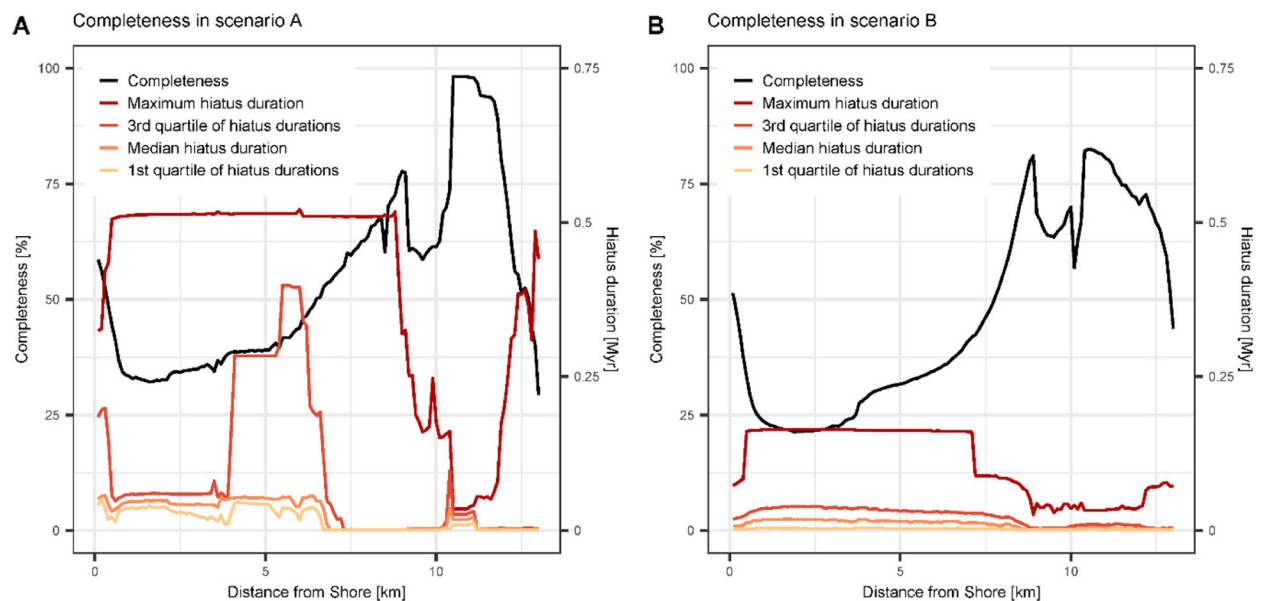 A
Completeness in scenario A
100
75
50
25
0
Completeness [%]
Completeness
Maximum hiatus duration
3rd quartile of hiatus durations
Median hiatus duration
1st quartile of hiatus durations
0.75
0.5
0.25
0
Hiatus duration [Myr]
0 5 10
Distance from Shore [km]
B
Completeness in scenario B
100
75
50
25
0
Completeness [%]
Completeness
Maximum hiatus duration
3rd quartile of hiatus durations
Median hiatus duration
1st quartile of hiatus durations
0.75
0.5
0.25
0
Hiatus duration [Myr]
0 5 10
Distance from Shore [km]